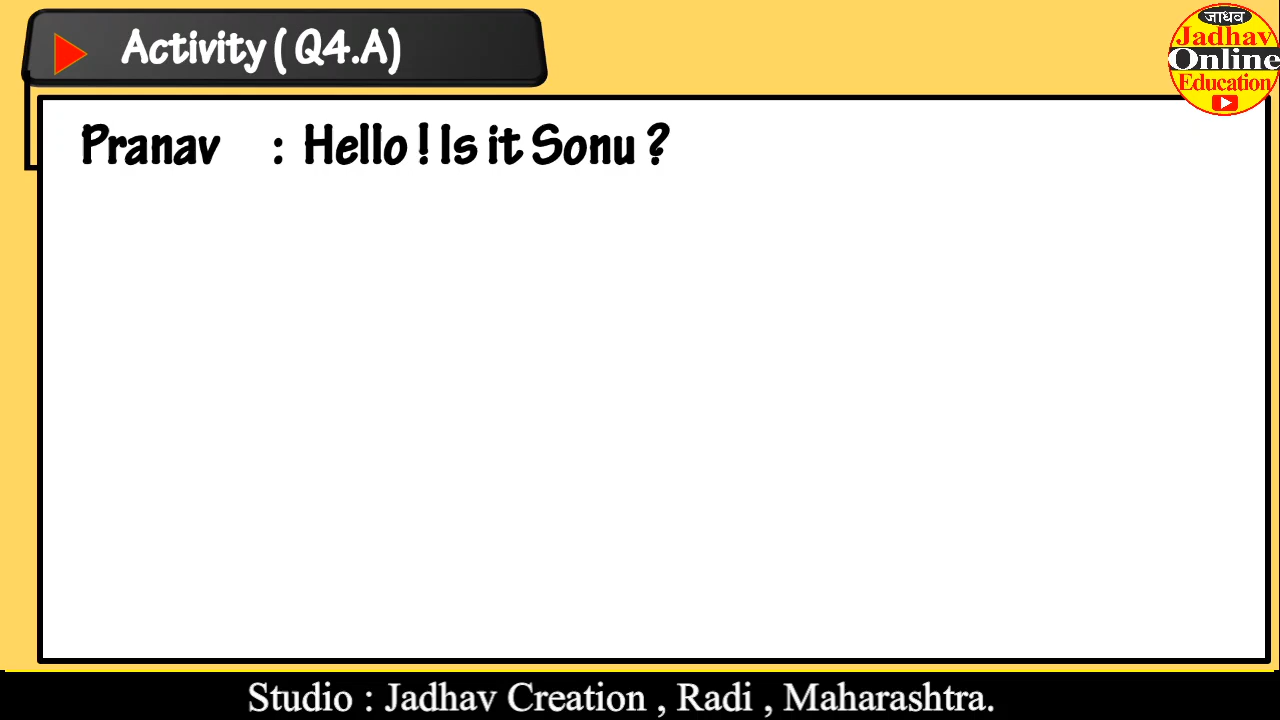 Activity ( Q4.A)
जाधव
Jadhav
Online
Education
Pranav : Hello ! Is it Sonu ?
Studio : Jadhav Creation , Radi , Maharashtra.